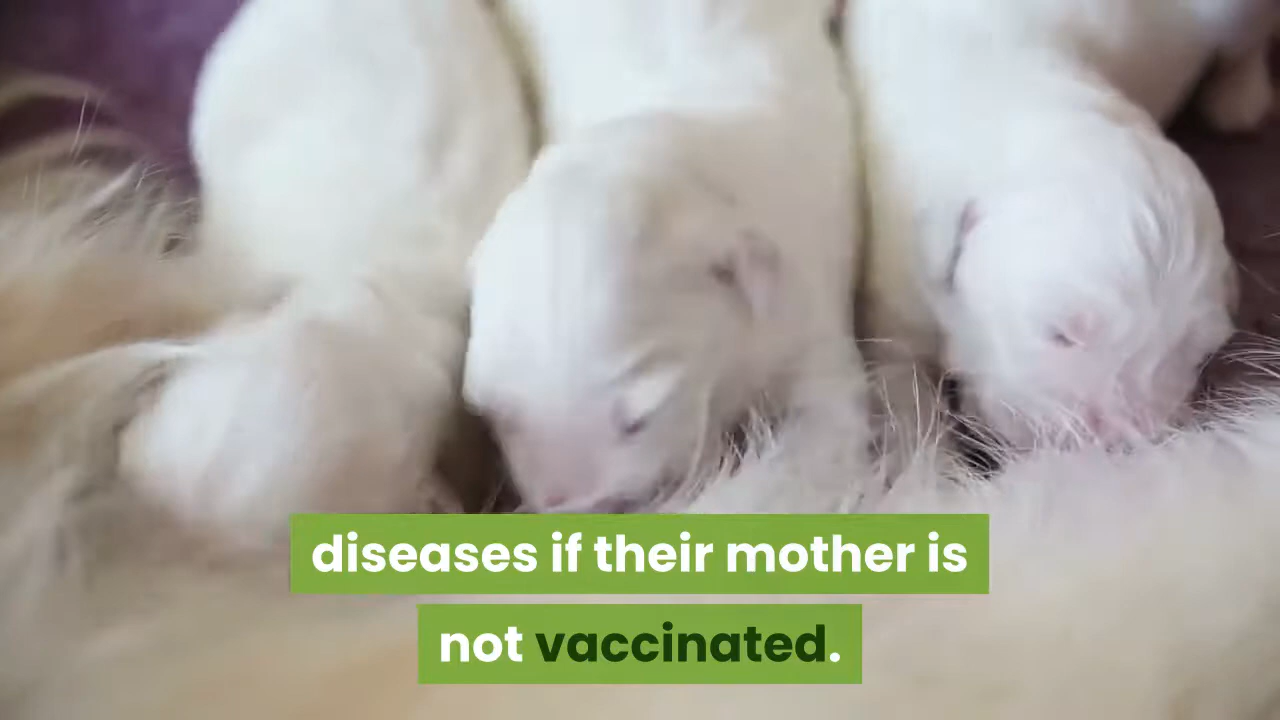 diseases if their mother is
not vaccinated.